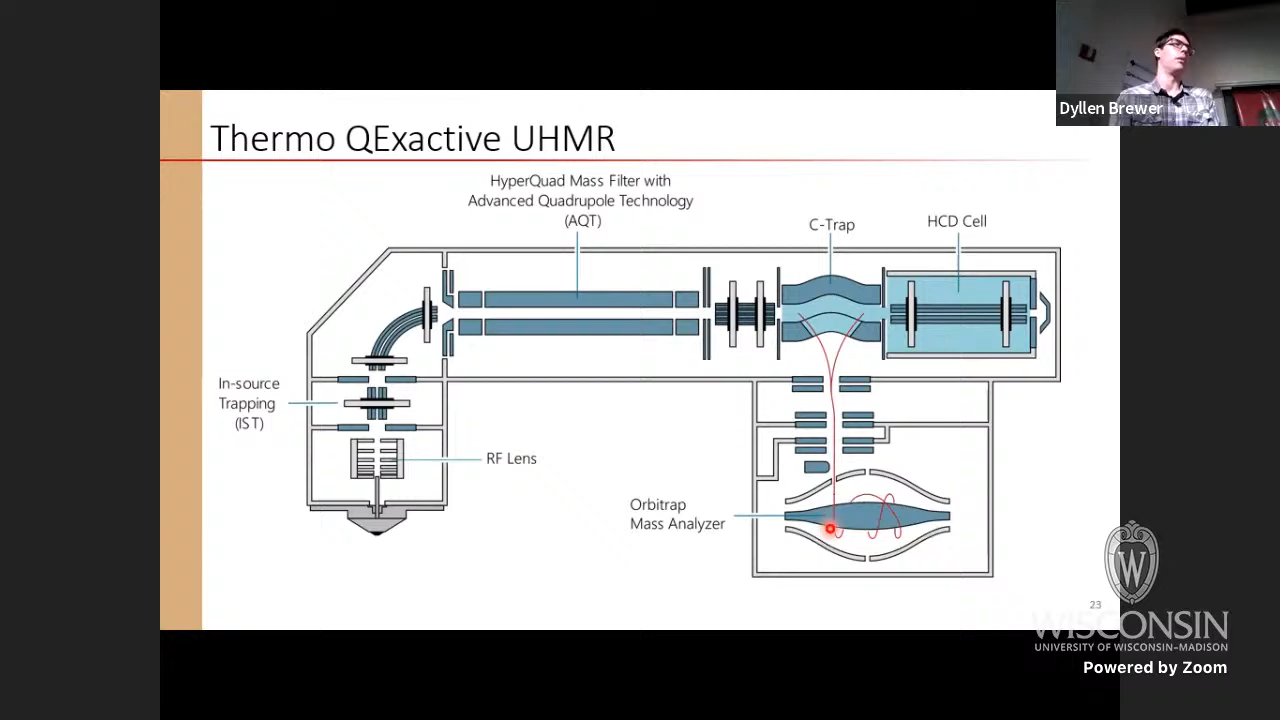 Dyllen Brewer
Thermo QExactive UHMR
HyperQuad Mass Filter with
Advanced Quadrupole Technology
(AQT)
C-Trap
HCD Cell
In-source
Trapping
(IST)
RF Lens
Orbitrap
Mass Analyzer
23
W
WISCONSIN
UNIVERSITY OF WISCONSIN–MADISON
Powered by Zoom